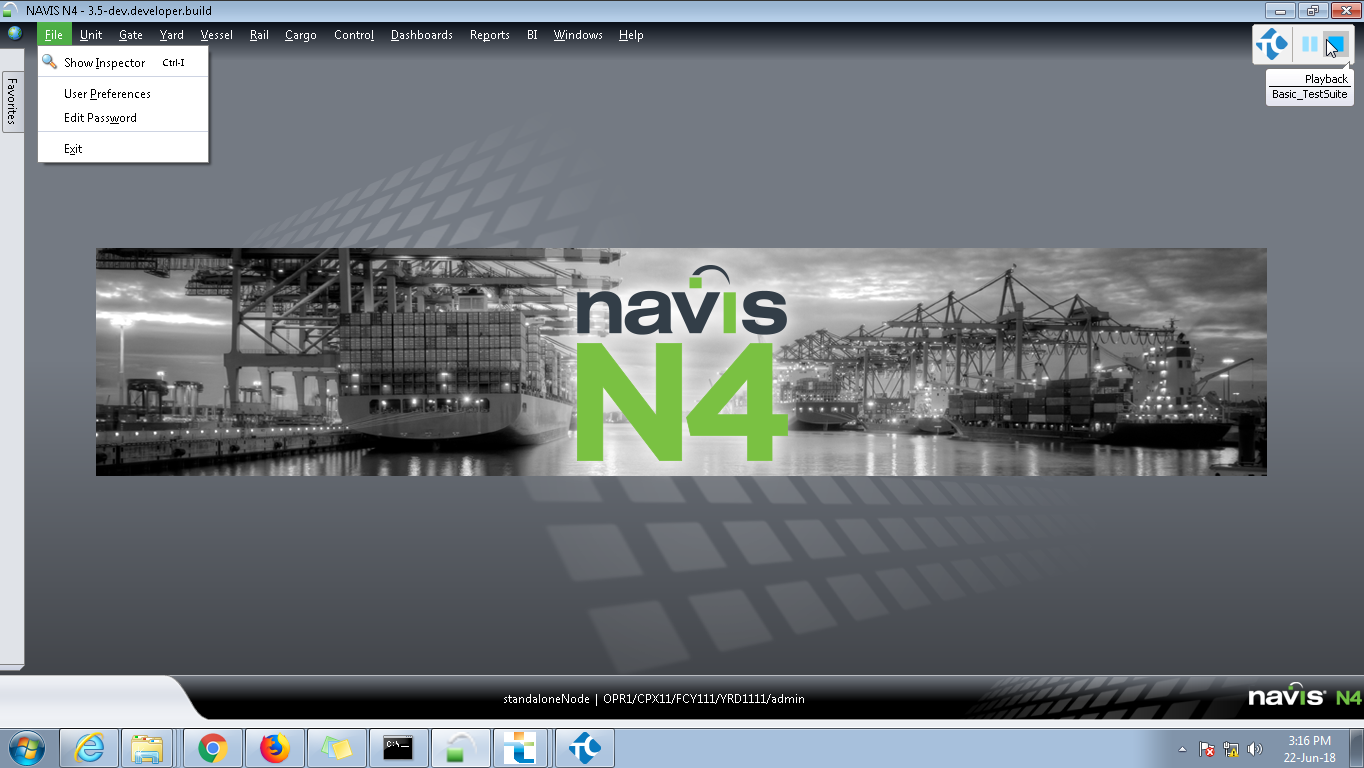 NAVIS N4 - 3.5-dev.developer.build
File Unit Gate Yard Vessel Rail Cargo Control Dashboards Reports BI Windows Help
Show Inspector Ctrl-I
User Preferences
Edit Password
Exit
Favorites
Playback
Basic_TestSuite
navis
N4
standaloneNode | OPR1/CPX11/FCY111/YRD1111/admin
navis N4
C:\
3:16 PM
22-Jun-18